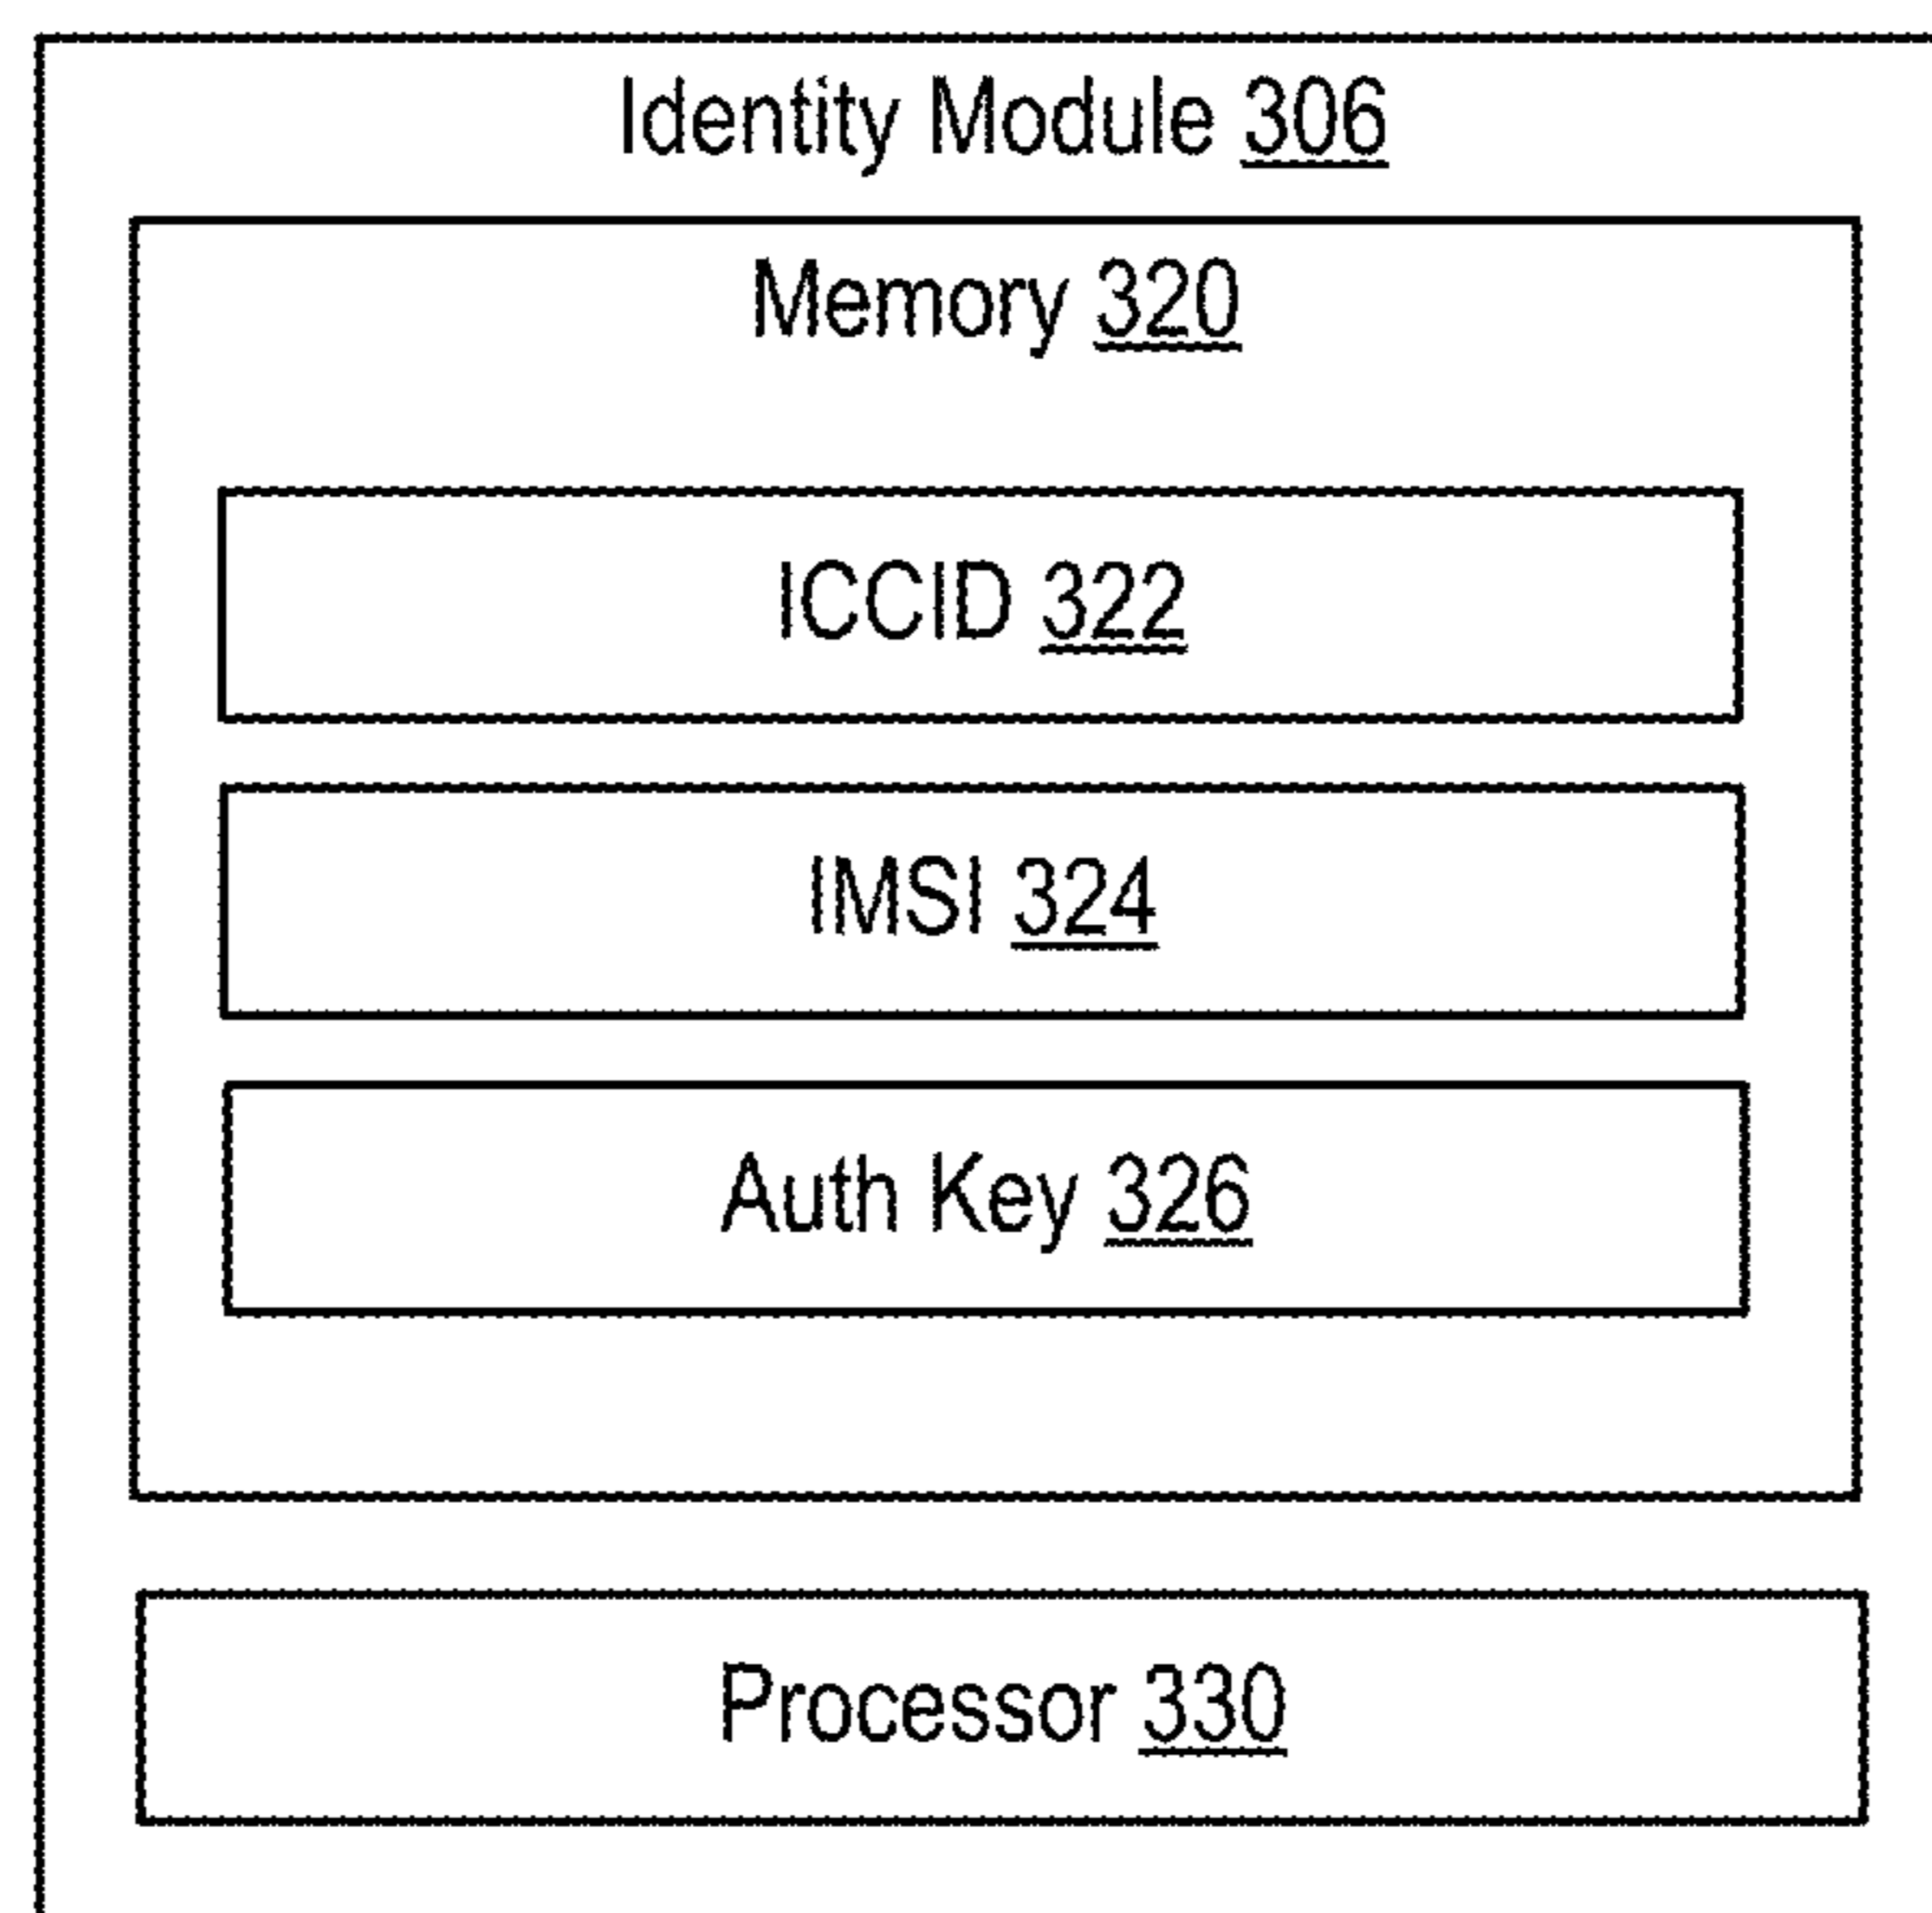 Identity Module 306
Memory 320
ICCID 322
IMSI 324
Auth Key 326
Processor 330